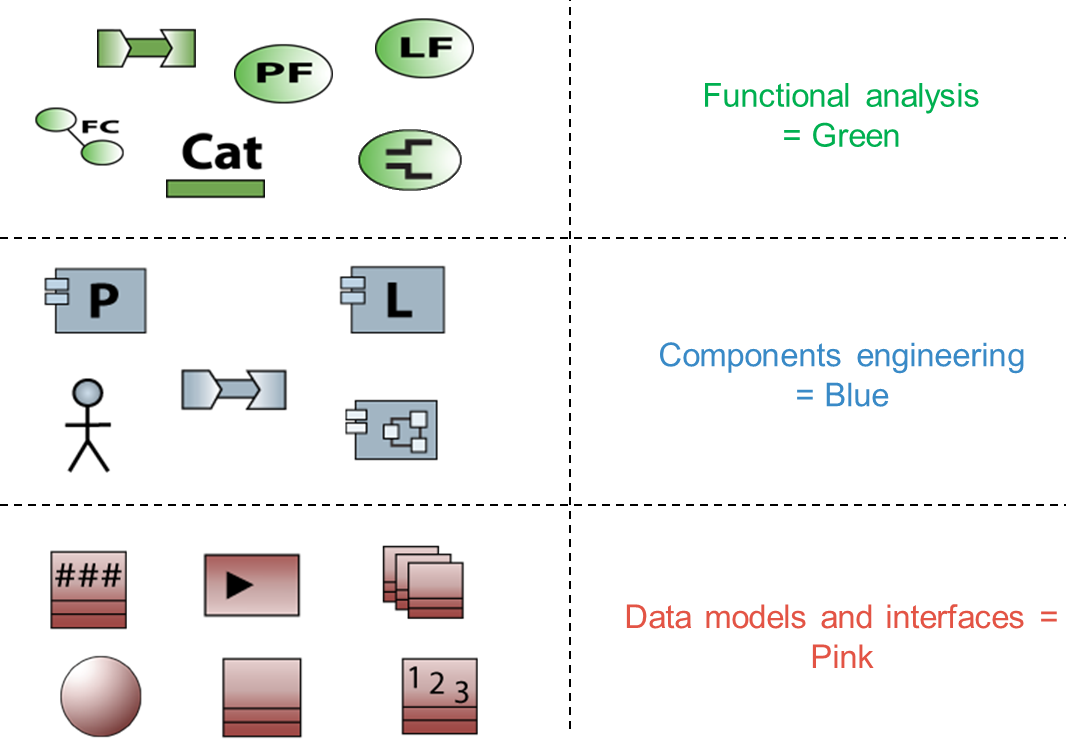 LF
PF
Functional analysis
= Green
FC
Cat
P
L
Components engineering
= Blue
###
Data models and interfaces =
Pink
1 2 3